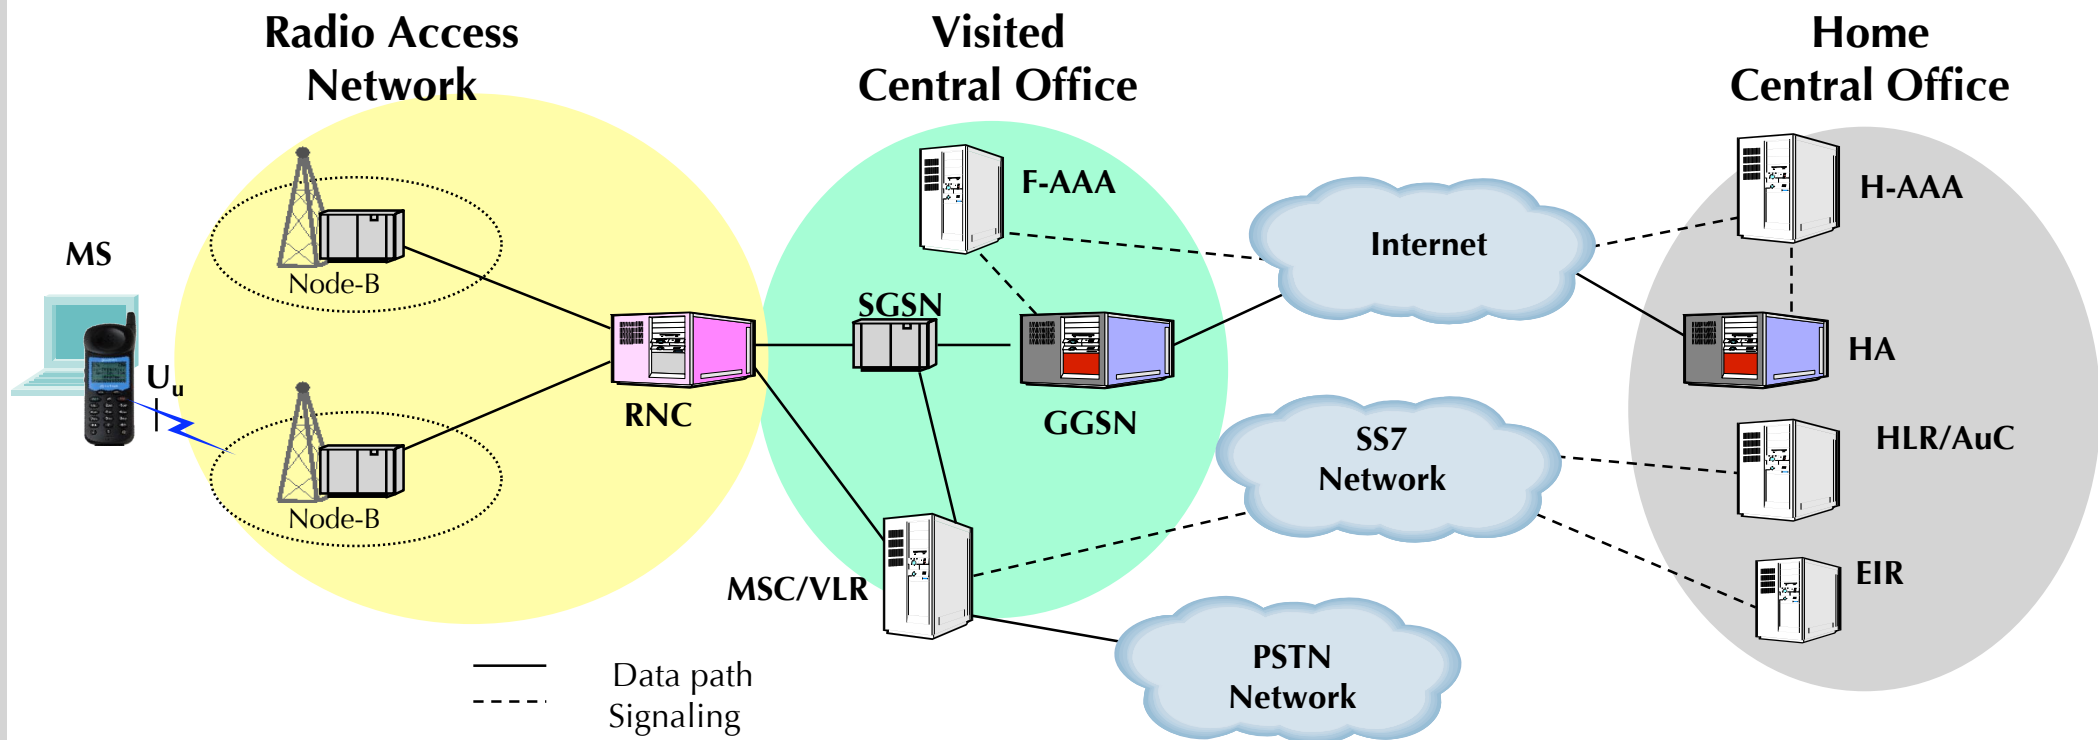 Radio Access
Network
Visited
Central Office
Home
Central Office
F-AAA
H-AAA
Internet
MS
Node-B
SGSN
HA
U_u
RNC
GGSN
SS7
Network
HLR/AuC
Node-B
MSC/VLR
EIR
PSTN
Network
Data path
Signaling